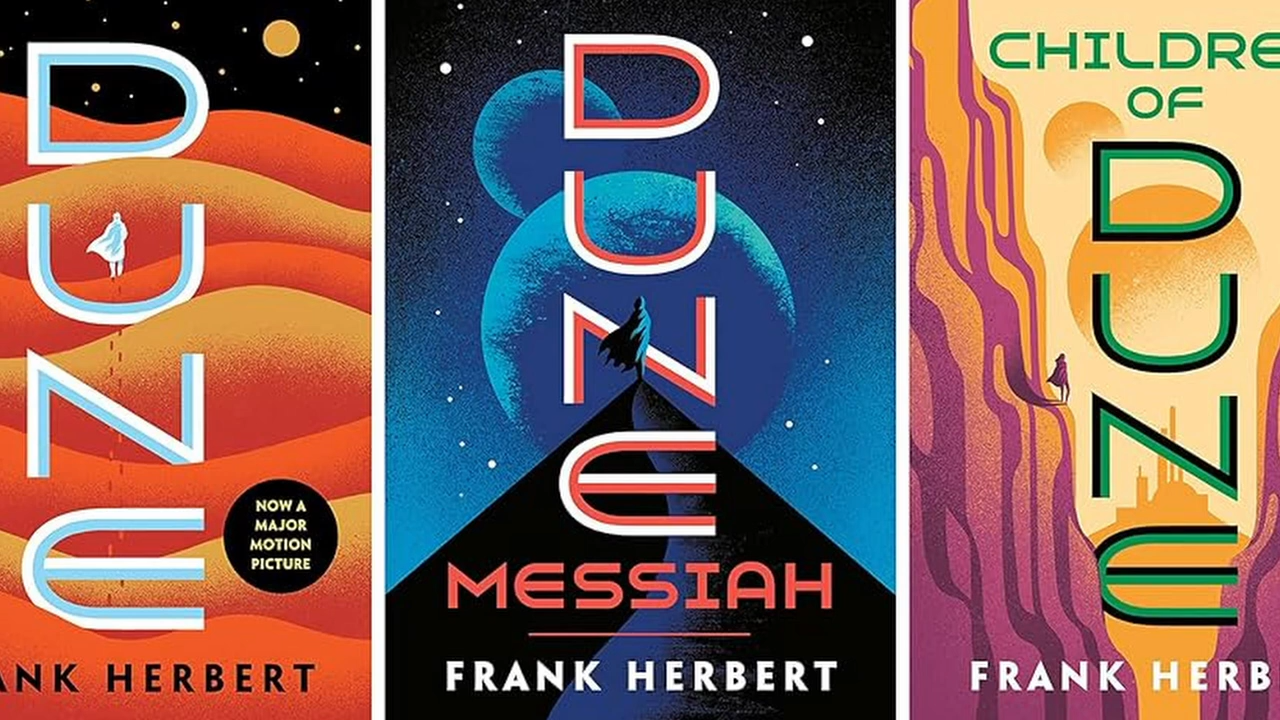 DUNE
NOW A
MAJOR
MOTION
PICTURE
ANK HERBERT
DUNE
MESSIAH
FRANK HERBERT
CHILDRE
OF
DUNE
FRANK HERB